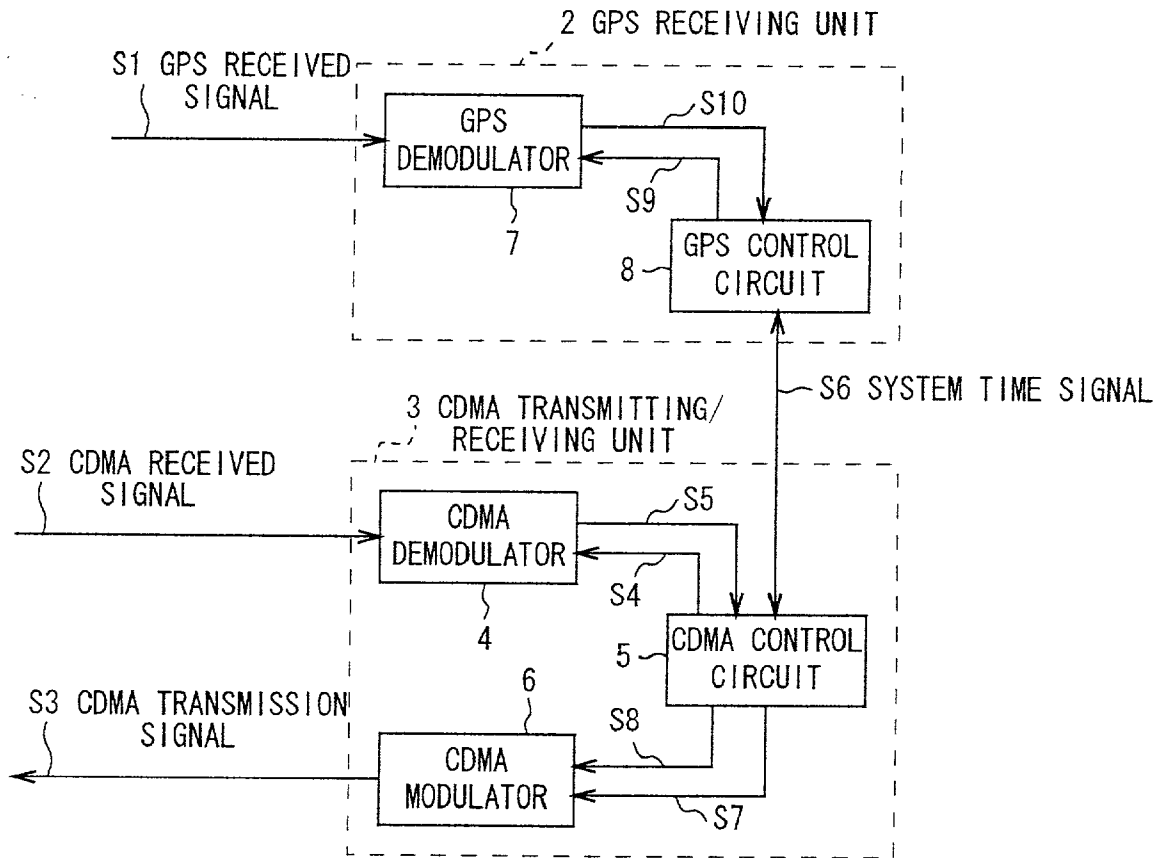 2 GPS RECEIVING UNIT
S1 GPS RECEIVED
SIGNAL
GPS
DEMODULATOR
7
S10
S9
GPS CONTROL
CIRCUIT
8
S6 SYSTEM TIME SIGNAL
3 CDMA TRANSMITTING/
RECEIVING UNIT
S2 CDMA RECEIVED
SIGNAL
CDMA
DEMODULATOR
4
S5
S4
CDMA CONTROL
CIRCUIT
5
S3 CDMA TRANSMISSION
SIGNAL
6
CDMA
MODULATOR
S8
S7